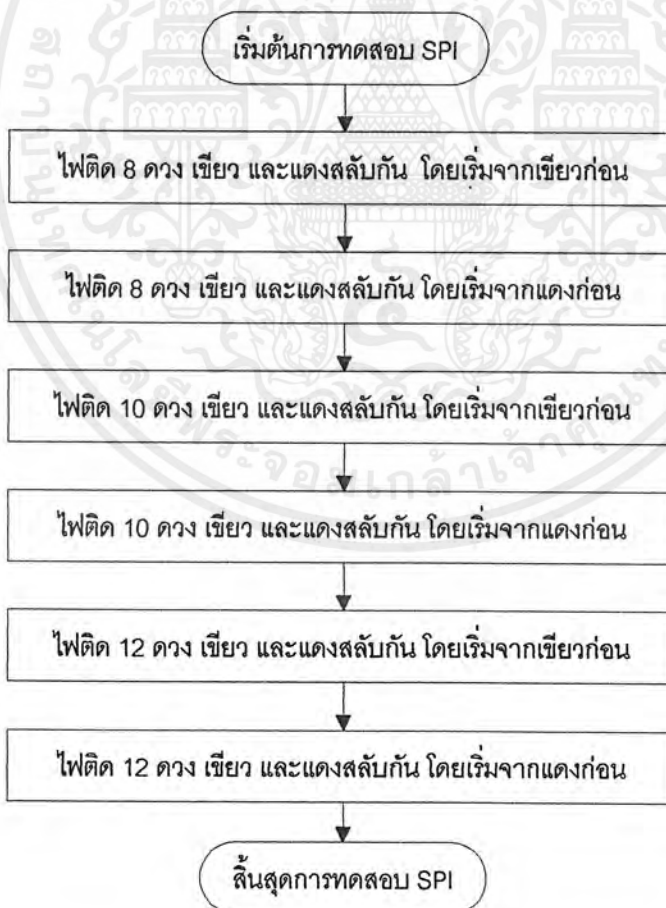 เริ่มต้นการทดสอบ SPI
ไฟติด 8 ดวง เขียว และแดงสลับกัน โดยเริ่มจากเขียวก่อน
ไฟติด 8 ดวง เขียว และแดงสลับกัน โดยเริ่มจากแดงก่อน
ไฟติด 10 ดวง เขียว และแดงสลับกัน โดยเริ่มจากเขียวก่อน
ไฟติด 10 ดวง เขียว และแดงสลับกัน โดยเริ่มจากแดงก่อน
ไฟติด 12 ดวง เขียว และแดงสลับกัน โดยเริ่มจากเขียวก่อน
ไฟติด 12 ดวง เขียว และแดงสลับกัน โดยเริ่มจากแดงก่อน
สิ้นสุดการทดสอบ SPI